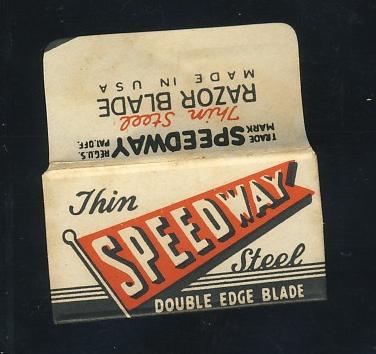 MADE IN USA
RAZOR BLADE
Thin Steel
TRADE MARK SPEEDWAY REG.U.S. PAT.OFF.
Thin
SPEEDWAY
Steel
DOUBLE EDGE BLADE